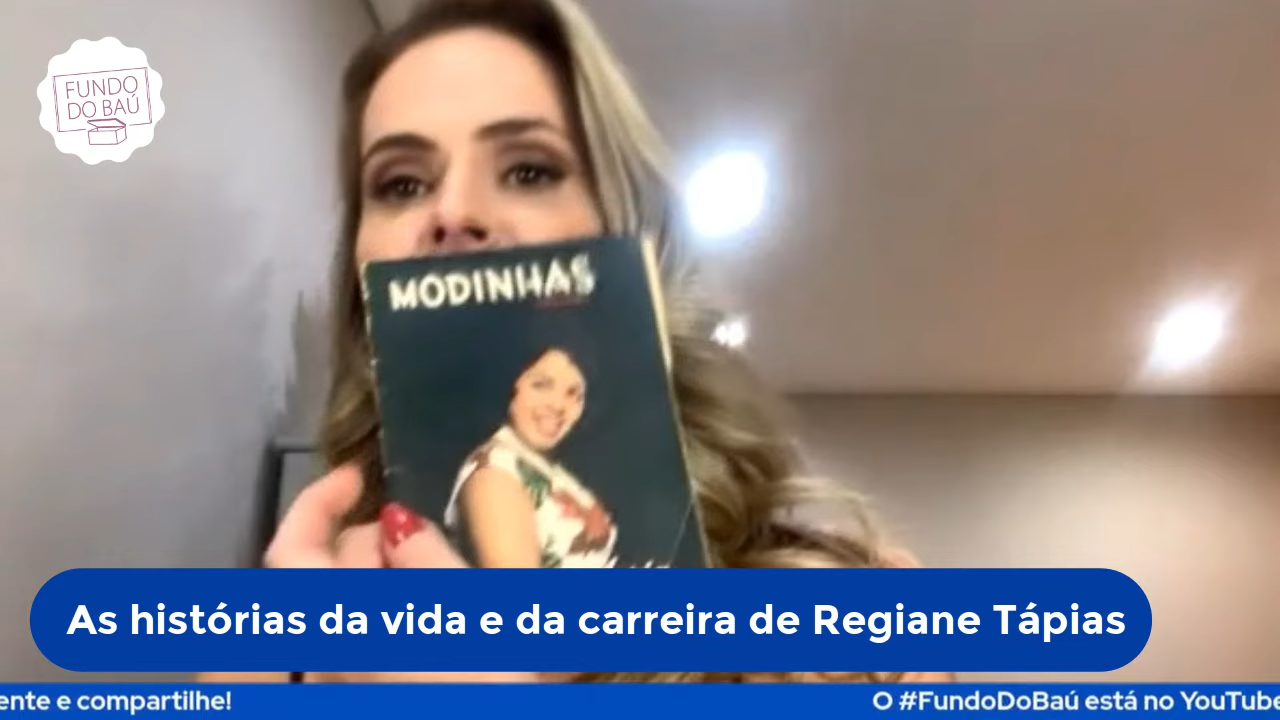 FUNDO
DO BAÚ
MODINHAS
As histórias da vida e da carreira de Regiane Tápias
ente e compartilhe!
O #FundoDoBaú está no YouTube